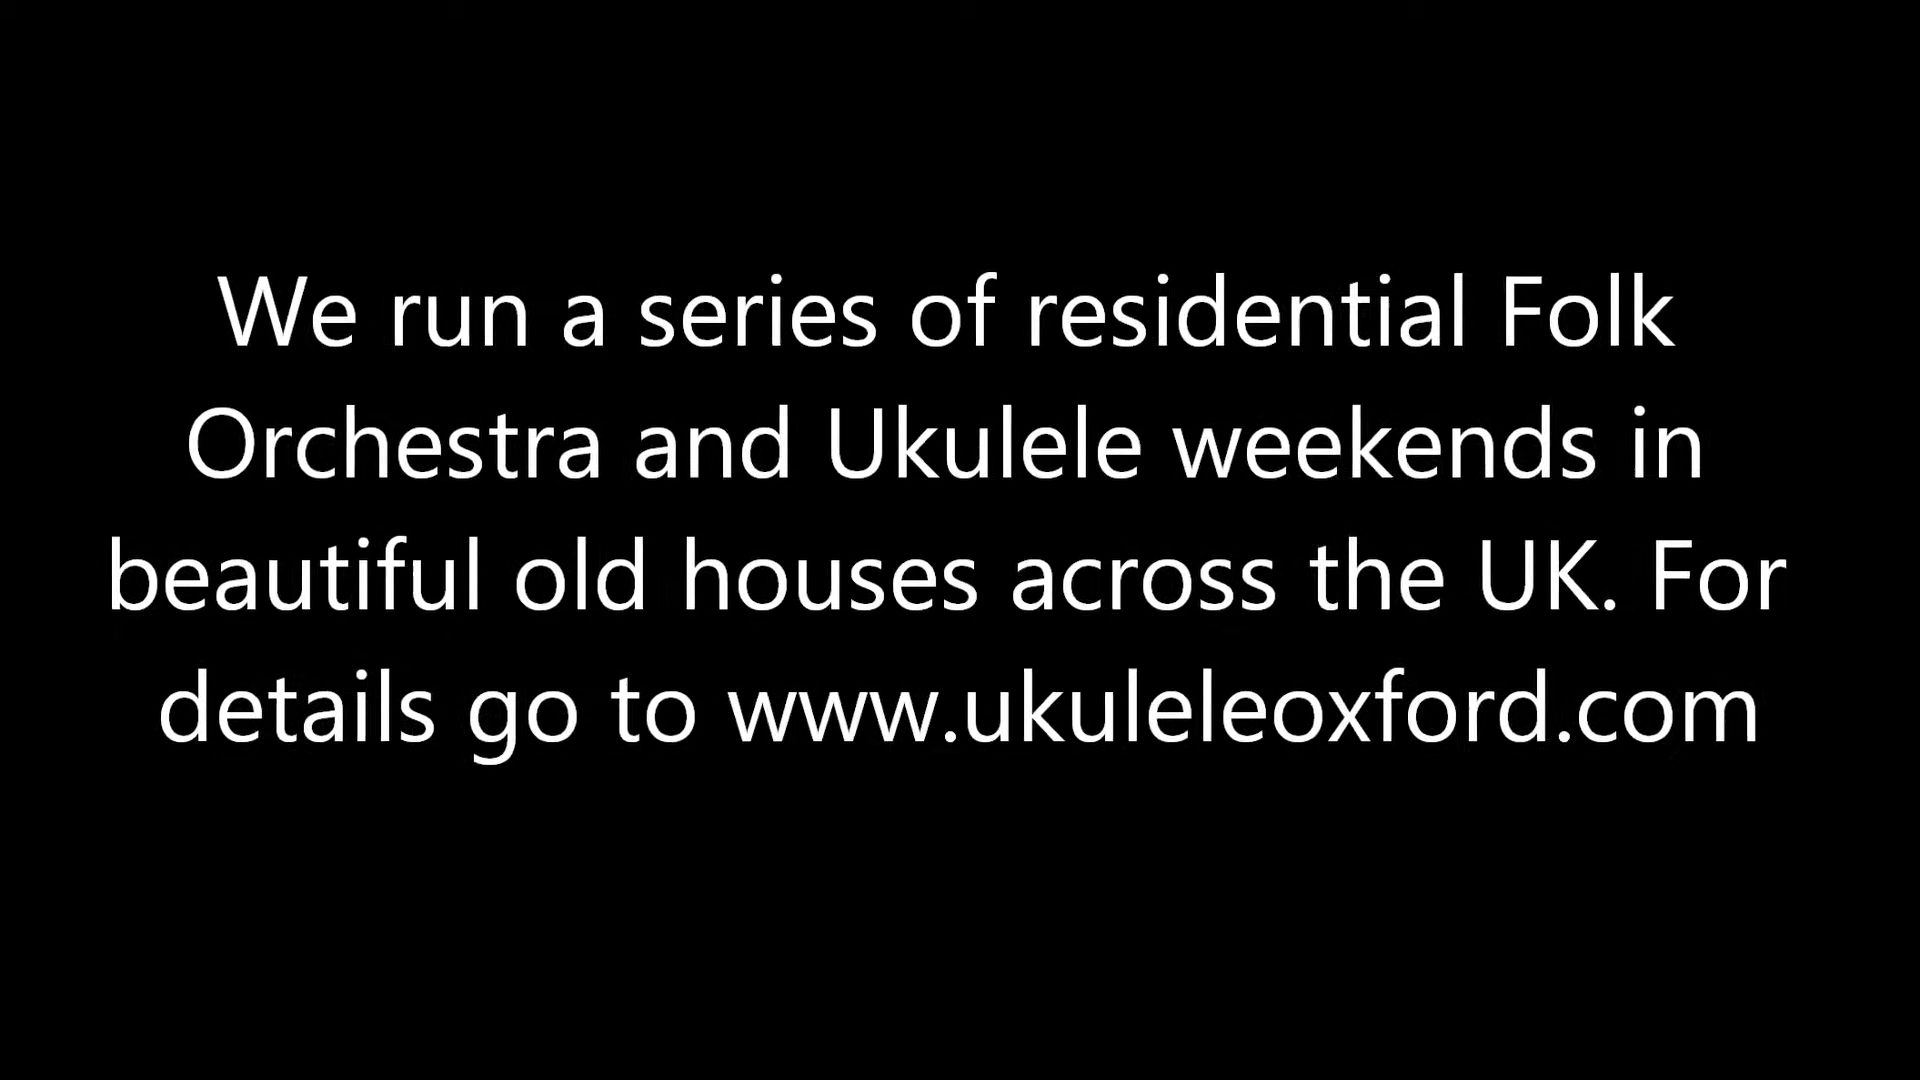 We run a series of residential Folk
Orchestra and Ukulele weekends in
beautiful old houses across the UK. For
details go to www.ukuleleoxford.com